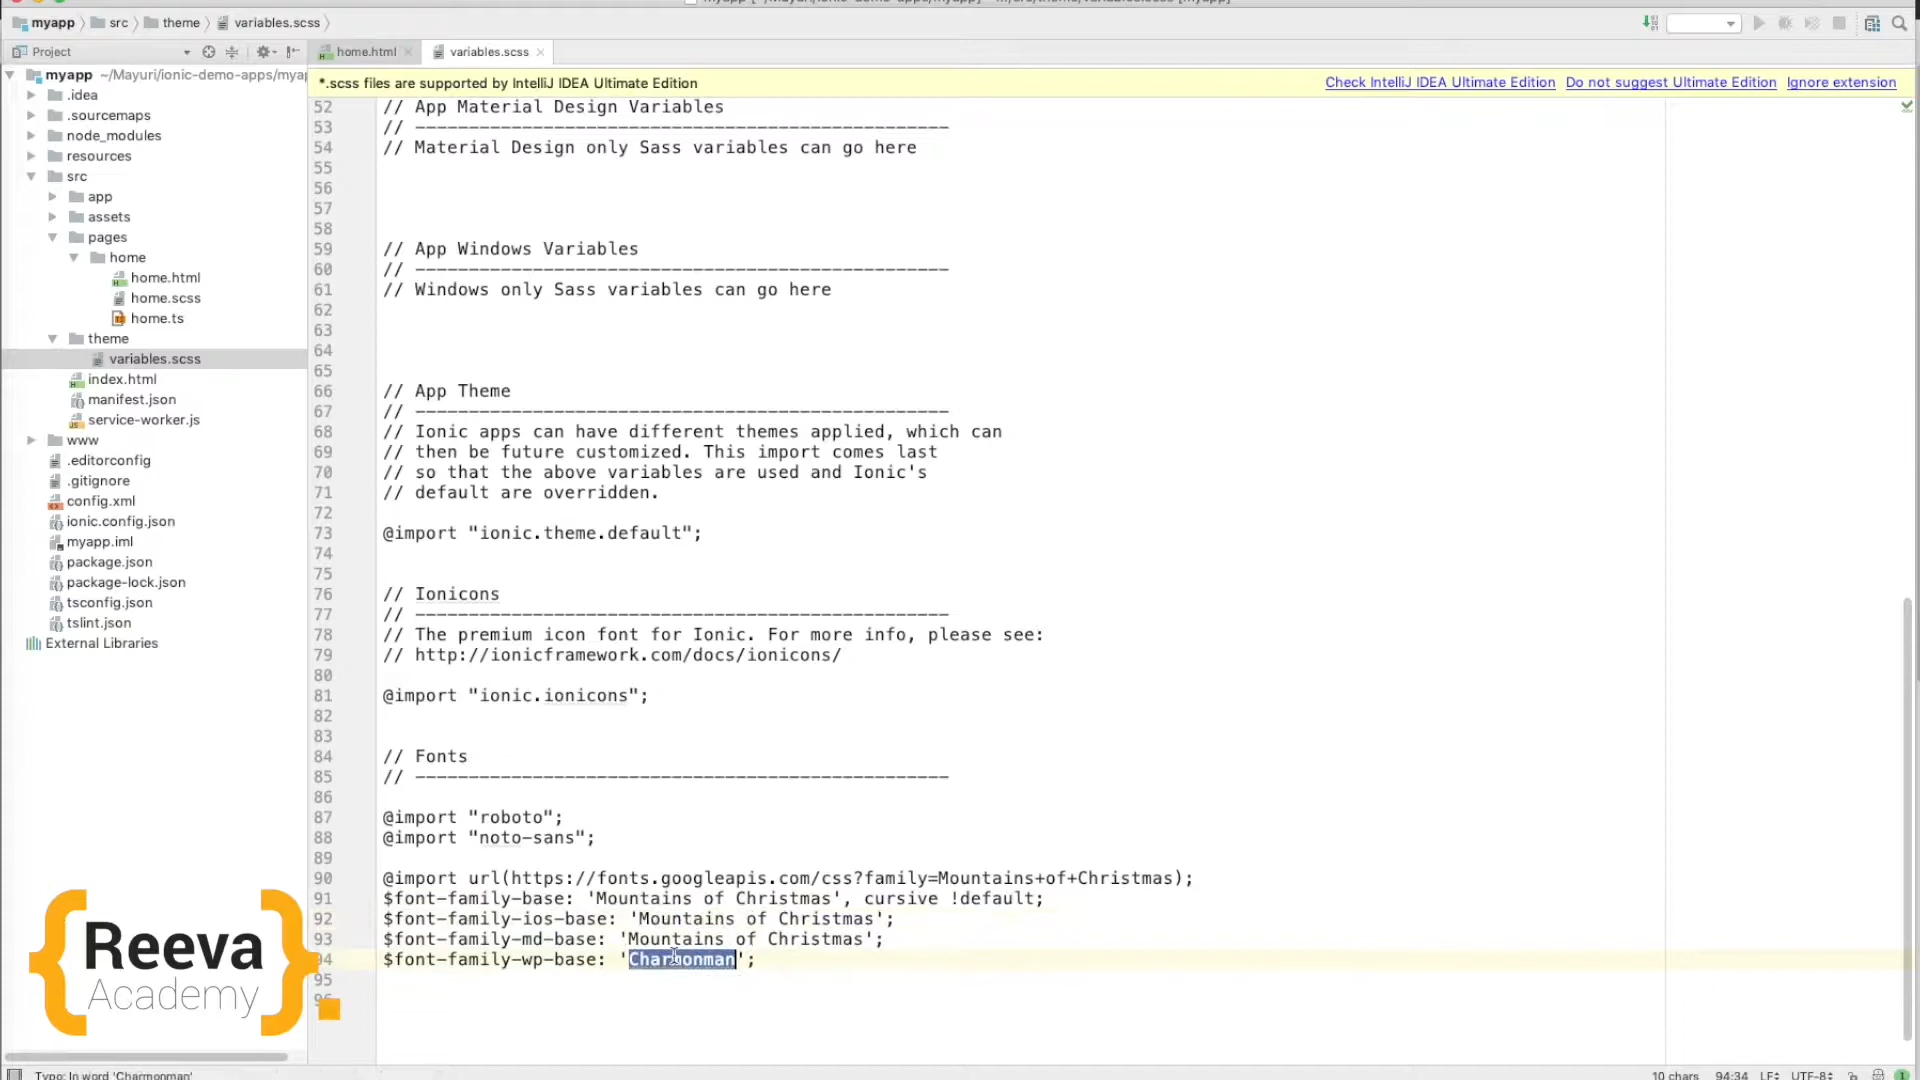 myapp
src
theme
variables.scss
Project
home.html
variables.scss
*.scss files are supported by IntelliJ IDEA Ultimate Edition
Check IntelliJ IDEA Ultimate Edition
Do not suggest Ultimate Edition
Ignore extension
myapp ~/Mayuri/ionic-demo-apps/myap
.idea
.sourcemaps
node_modules
resources
src
app
assets
pages
home
home.html
home.scss
home.ts
theme
variables.scss
index.html
manifest.json
service-worker.js
www
.editorconfig
.gitignore
config.xml
ionic.config.json
myapp.iml
package.json
package-lock.json
tsconfig.json
tslint.json
External Libraries
52 // App Material Design Variables
53 // --------------------------------------------------
54 // Material Design only Sass variables can go here
55
56
57
58
59 // App Windows Variables
60 // --------------------------------------------------
61 // Windows only Sass variables can go here
62
63
64
65
66 // App Theme
67 // --------------------------------------------------
68 // Ionic apps can have different themes applied, which can
69 // then be future customized. This import comes last
70 // so that the above variables are used and Ionic's
71 // default are overridden.
72
73 @import "ionic.theme.default";
74
75
76 // Ionicons
77 // --------------------------------------------------
78 // The premium icon font for Ionic. For more info, please see:
79 // http://ionicframework.com/docs/ionicons/
80
81 @import "ionic.ionicons";
82
83
84 // Fonts
85 // --------------------------------------------------
86
87 @import "roboto";
88 @import "noto-sans";
89
90 @import url(https://fonts.googleapis.com/css?family=Mountains+of+Christmas);
91 $font-family-base: 'Mountains of Christmas', cursive !default;
92 $font-family-ios-base: 'Mountains of Christmas';
93 $font-family-md-base: 'Mountains of Christmas';
94 $font-family-wp-base: 'Charmonman';
95
Reeva
Academy
Typo: In word 'Charmonman'
10 chars 94:34 LF÷ UTF-8÷